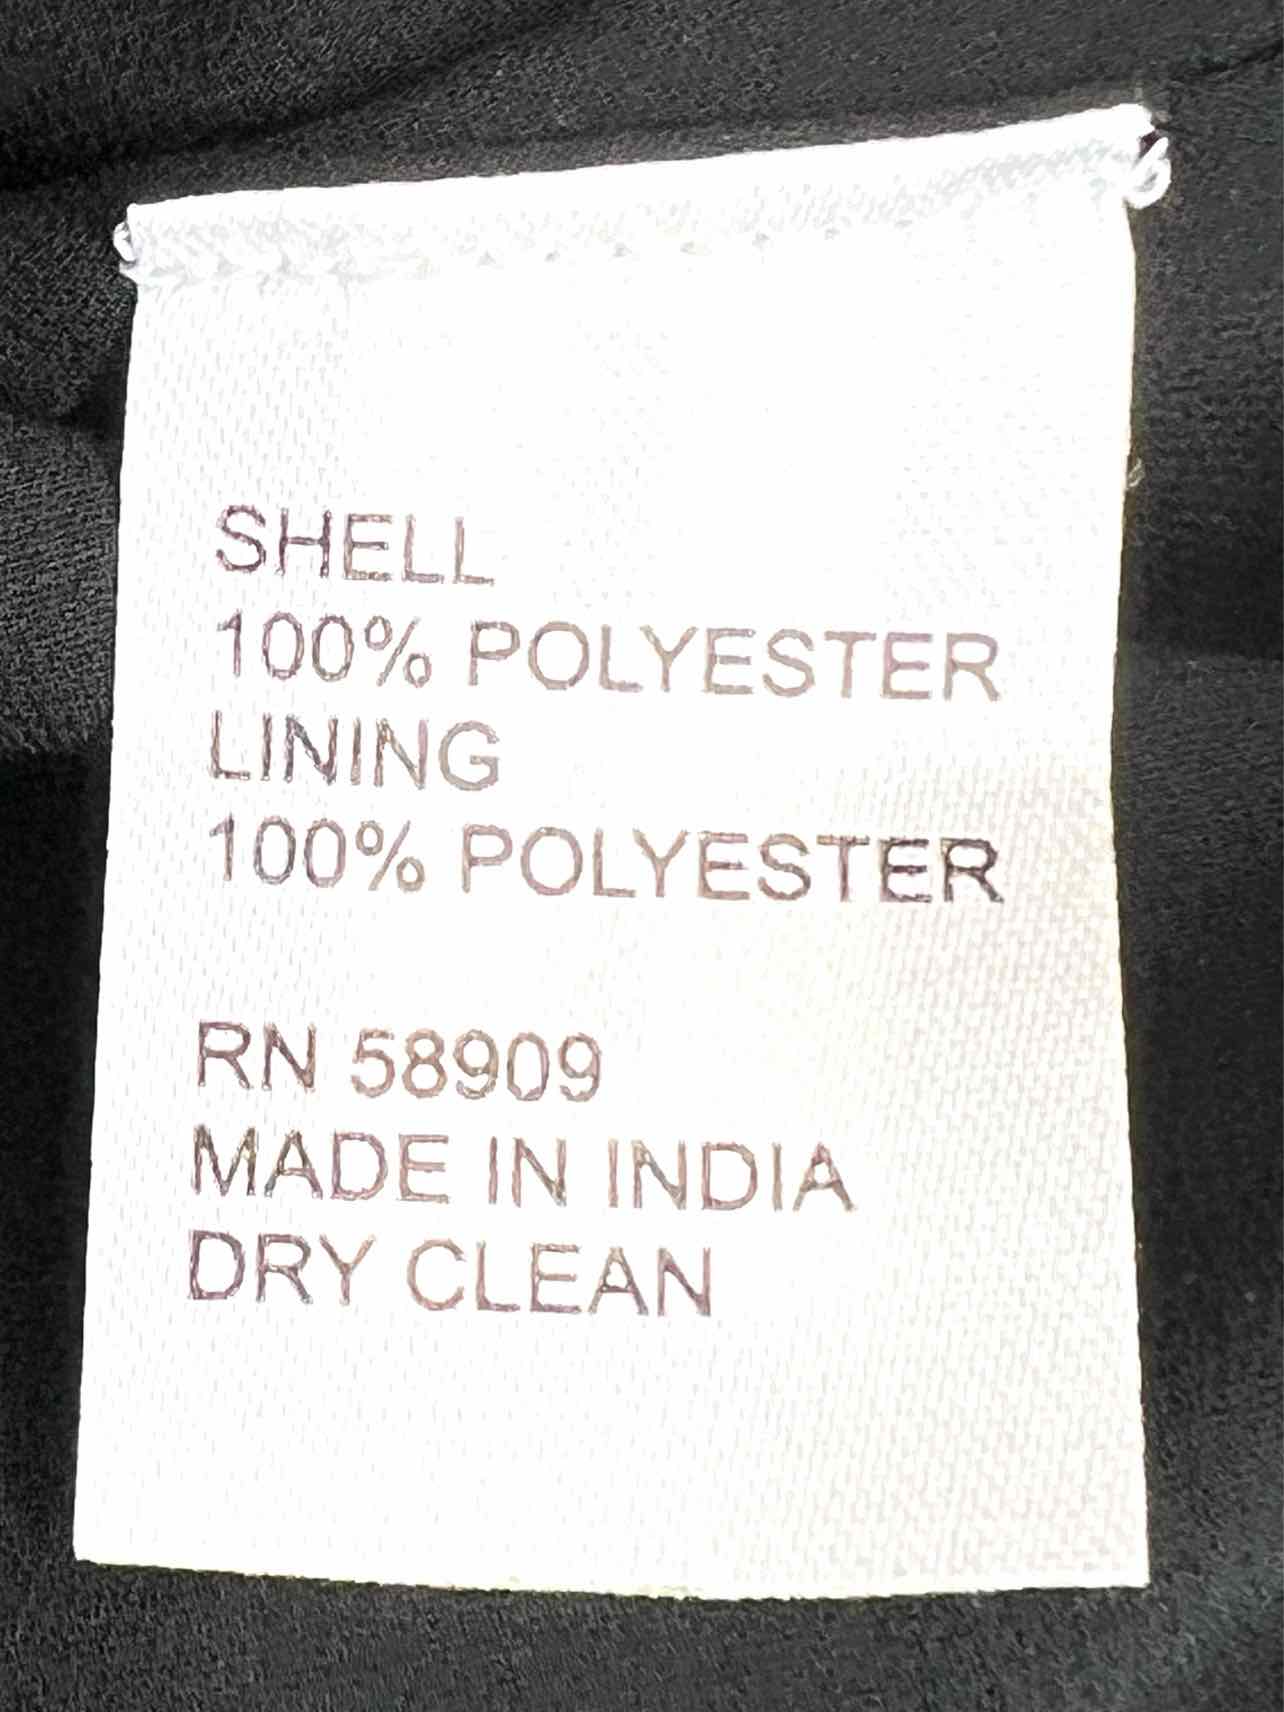 SHELL
100% POLYESTER
LINING
100% POLYESTER
RN 58909
MADE IN INDIA
DRY CLEAN